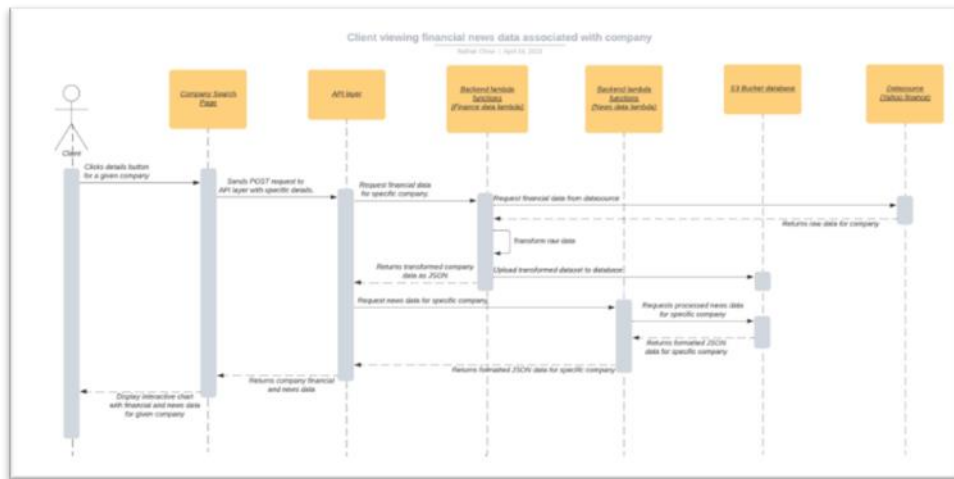 Client viewing financial news data associated with company
Company Search
Page
API layer
Backend lambda
functions
(Finance data lambda)
Backend lambda
functions
(News data lambda)
S3 Bucket database
Datasource
(Yahoo finance)
Client
Clicks details button
for a given company
Sends POST request to
API layer with specific details.
Request financial data
for specific company.
Request financial data from datasource
Returns raw data for company
Transform raw data
Returns transformed company
data as JSON
Upload transformed dataset to database
Request news data for specific company
Requests processed news data
for specific company
Returns formatted JSON
data for specific company
Returns formatted JSON data for specific company
Returns company financial
and news data
Display interactive chart
with financial and news data
for given company